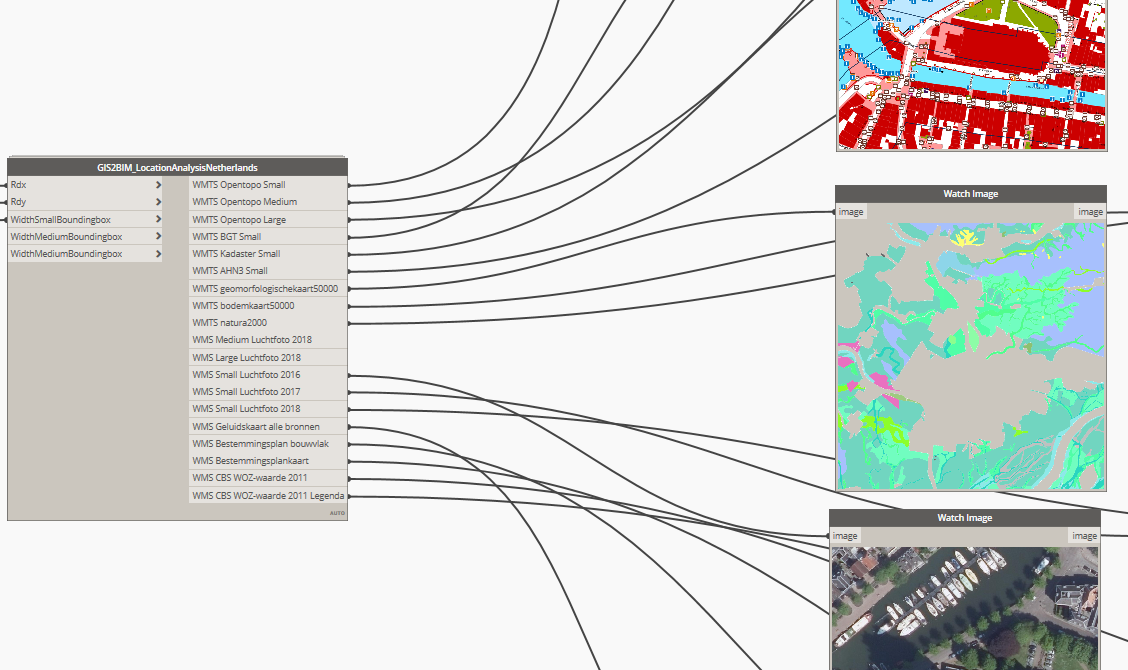 GIS2BIM_LocationAnalysisNetherlands
Rdx
Rdy
WidthSmallBoundingbox
WidthMediumBoundingbox
WidthMediumBoundingbox
WMTS Opentopo Small
WMTS Opentopo Medium
WMTS Opentopo Large
WMTS BGT Small
WMTS Kadaster Small
WMTS AHN3 Small
WMTS geomorfologischekaart50000
WMTS bodemkaart50000
WMTS natura2000
WMS Medium Luchtfoto 2018
WMS Large Luchtfoto 2018
WMS Small Luchtfoto 2016
WMS Small Luchtfoto 2017
WMS Small Luchtfoto 2018
WMS Geluidskaart alle bronnen
WMS Bestemmingsplan bouwvlak
WMS Bestemmingsplankaart
WMS CBS WOZ-waarde 2011
WMS CBS WOZ-waarde 2011 Legenda
AUTO
Watch Image
image
image
Watch Image
image
image